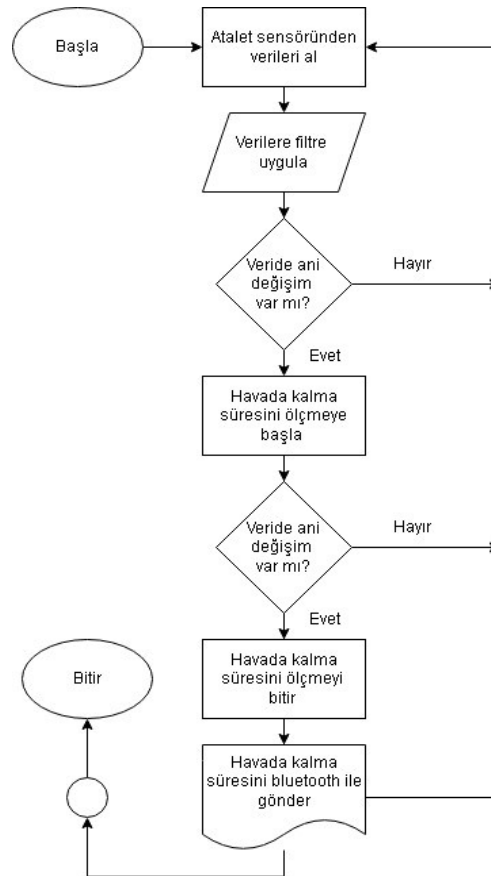 Başla
Atalet sensöründen
verileri al
Verilere filtre
uygula
Veride ani
değişim
var mı?
Hayır
Evet
Havada kalma
süresini ölçmeye
başla
Veride ani
değişim
var mı?
Hayır
Evet
Havada kalma
süresini ölçmeyi
bitir
Bitir
Havada kalma
süresini bluetooth ile
gönder